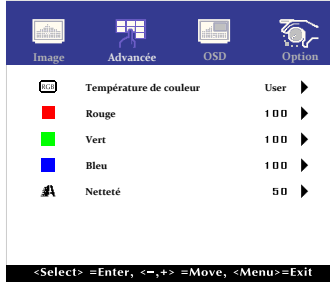 Image Advancée OSD Option
RGB Température de couleur User
Rouge 100
Vert 100
Bleu 100
Netteté 50
<Select> =Enter, <−,+> =Move, <Menu>=Exit